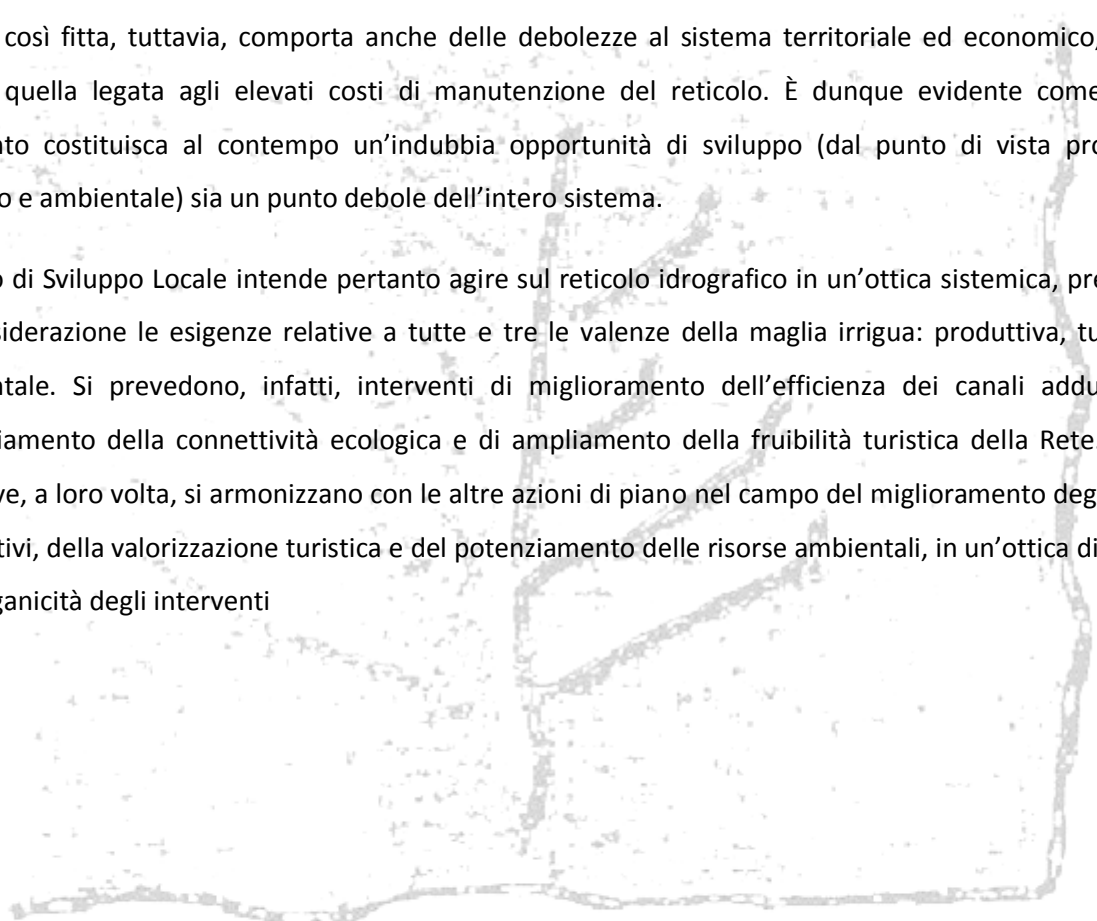 così fitta, tuttavia, comporta anche delle debolezze al sistema territoriale ed economico,
quella legata agli elevati costi di manutenzione del reticolo. È dunque evidente come
nto costituisca al contempo un’indubbia opportunità di sviluppo (dal punto di vista pro
o e ambientale) sia un punto debole dell’intero sistema.
o di Sviluppo Locale intende pertanto agire sul reticolo idrografico in un’ottica sistemica, pre
siderazione le esigenze relative a tutte e tre le valenze della maglia irrigua: produttiva, tu
ntale. Si prevedono, infatti, interventi di miglioramento dell’efficienza dei canali addu
iamento della connettività ecologica e di ampliamento della fruibilità turistica della Rete.
ve, a loro volta, si armonizzano con le altre azioni di piano nel campo del miglioramento deg
tivi, della valorizzazione turistica e del potenziamento delle risorse ambientali, in un’ottica di
ganicità degli interventi